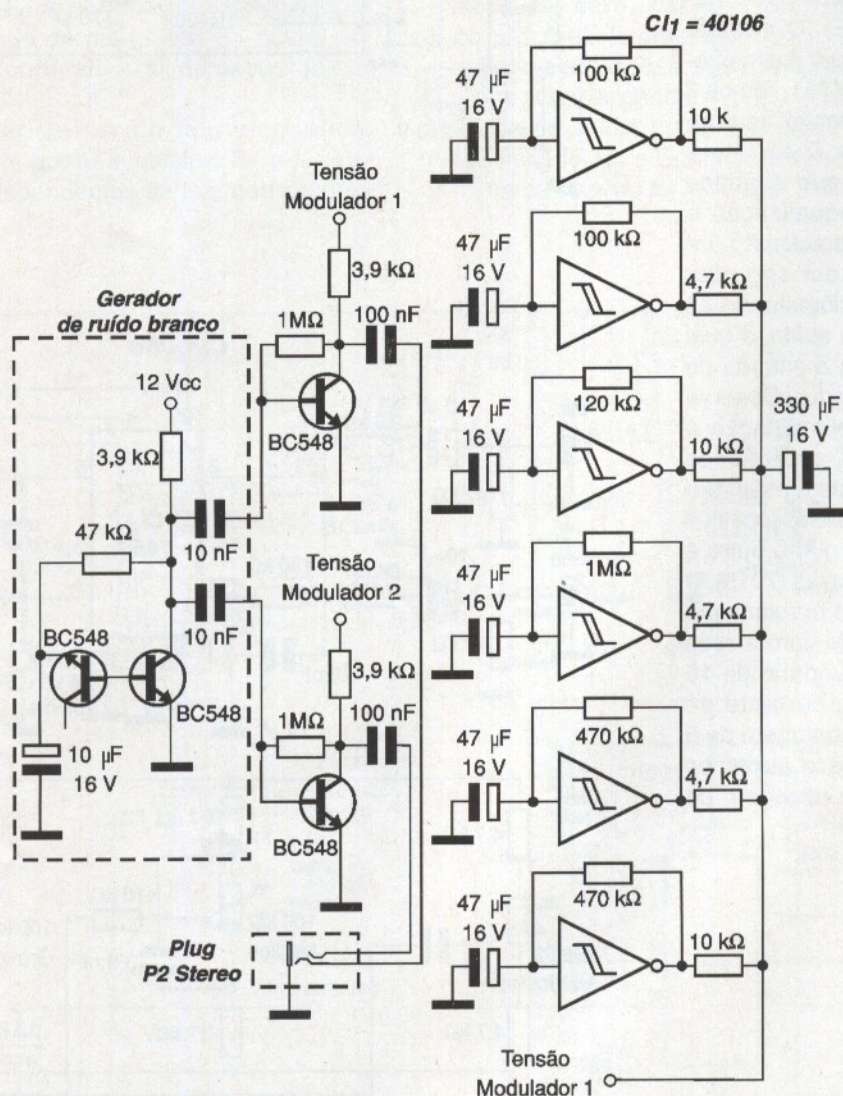 CI1 = 40106
100 kΩ
47 µF
16 V
10 k
100 kΩ
47 µF
16 V
4,7 kΩ
120 kΩ
47 µF
16 V
10 kΩ
330 µF
16 V
1MΩ
47 µF
16 V
4,7 kΩ
470 kΩ
47 µF
16 V
4,7 kΩ
470 kΩ
47 µF
16 V
10 kΩ
Tensão
Modulador 1
Tensão
Modulador 1
3,9 kΩ
1MΩ
100 nF
BC548
Gerador
de ruído branco
12 Vcc
3,9 kΩ
47 kΩ
10 nF
10 nF
BC548
BC548
10 µF
16 V
Tensão
Modulador 2
3,9 kΩ
1MΩ
100 nF
BC548
Plug
P2 Stereo